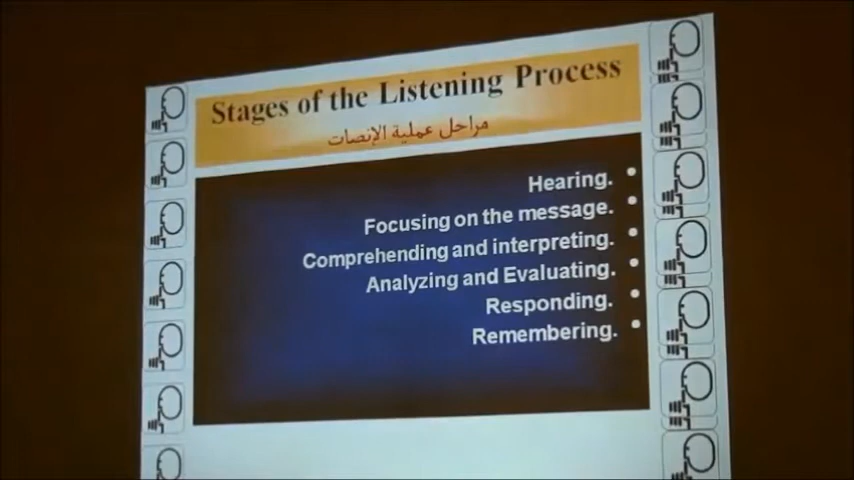 Stages of the Listening Process
مراحل عملية الإنصات
Hearing.
Focusing on the message.
Comprehending and interpreting.
Analyzing and Evaluating.
Responding.
Remembering.